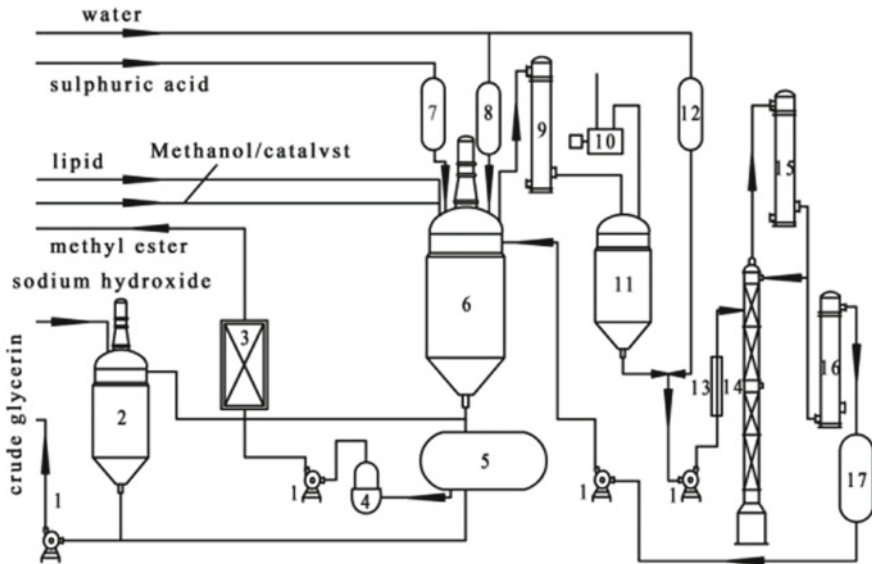 water
sulphuric acid
7
8
9
10
12
15
lipid
Methanol/catalvst
methyl ester
sodium hydroxide
6
11
3
13
14
16
2
crude glycerin
5
17
1
1
4
1
1